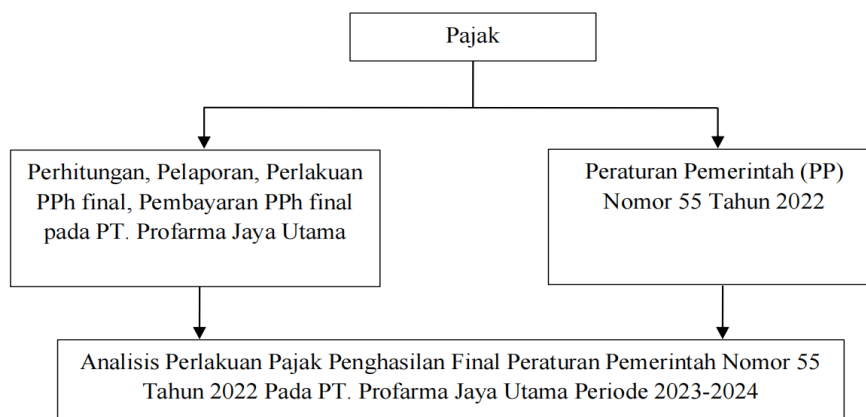 Pajak
Perhitungan, Pelaporan, Perlakuan
PPh final, Pembayaran PPh final
pada PT. Profarma Jaya Utama
Peraturan Pemerintah (PP)
Nomor 55 Tahun 2022
Analisis Perlakuan Pajak Penghasilan Final Peraturan Pemerintah Nomor 55
Tahun 2022 Pada PT. Profarma Jaya Utama Periode 2023-2024